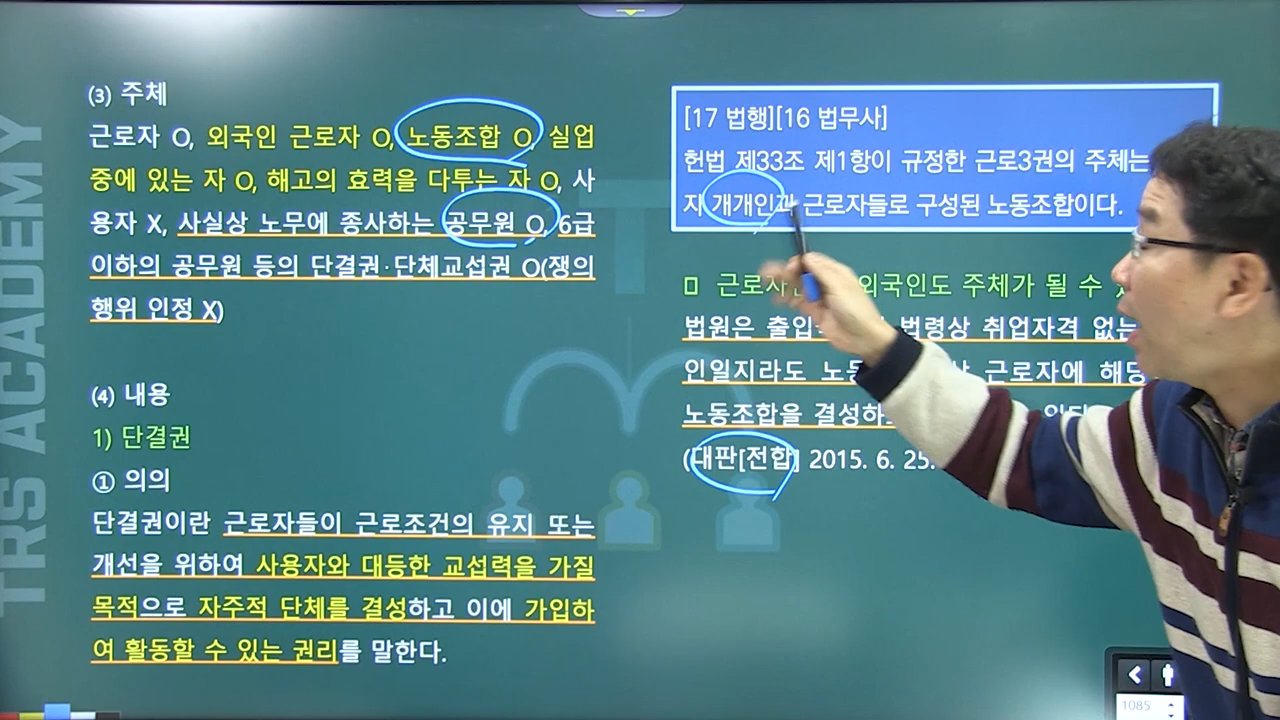 TRS ACADEMY
(3) 주체
근로자 O, 외국인 근로자 O, 노동조합 O, 실업
중에 있는 자 O, 해고의 효력을 다투는 자 O, 사
용자 X, 사실상 노무에 종사하는 공무원 O, 6급
이하의 공무원 등의 단결권·단체교섭권 O(쟁의
행위 인정 X)
(4) 내용
1) 단결권
① 의의
단결권이란 근로자들이 근로조건의 유지 또는
개선을 위하여 사용자와 대등한 교섭력을 가질
목적으로 자주적 단체를 결성하고 이에 가입하
여 활동할 수 있는 권리를 말한다.
[17 법행][16 법무사]
헌법 제33조 제1항이 규정한 근로3권의 주체는
지 개개인과 근로자들로 구성된 노동조합이다.
외국인도 주체가 될 수
법원은 법령상 취업자격 없는
인일지라도 근로자에
노동조합을
(대판[전합] 2015. 6. 25.
1085